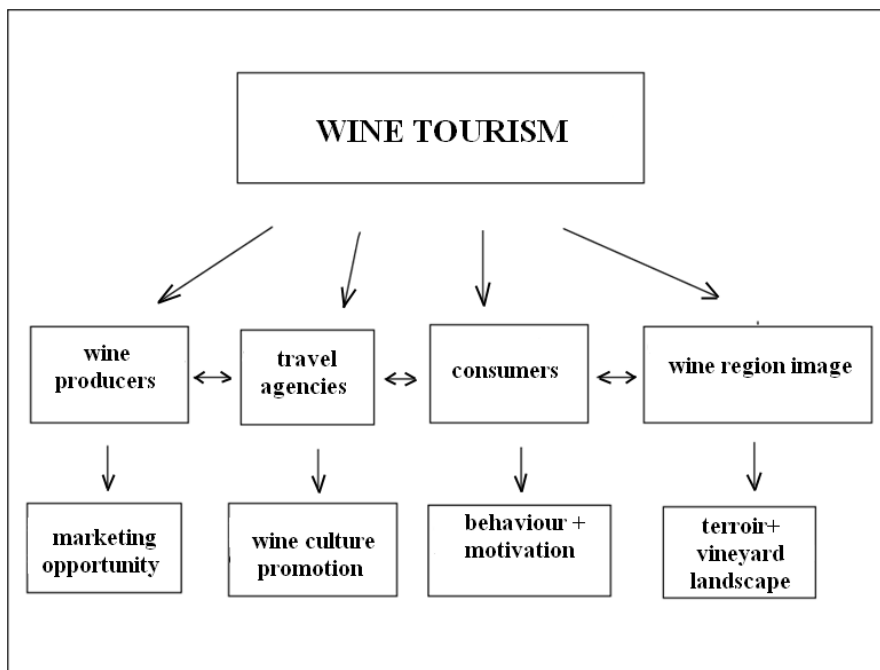 WINE TOURISM
wine
producers
travel
agencies
consumers
wine region image
marketing
opportunity
wine culture
promotion
behaviour +
motivation
terroir+
vineyard
landscape